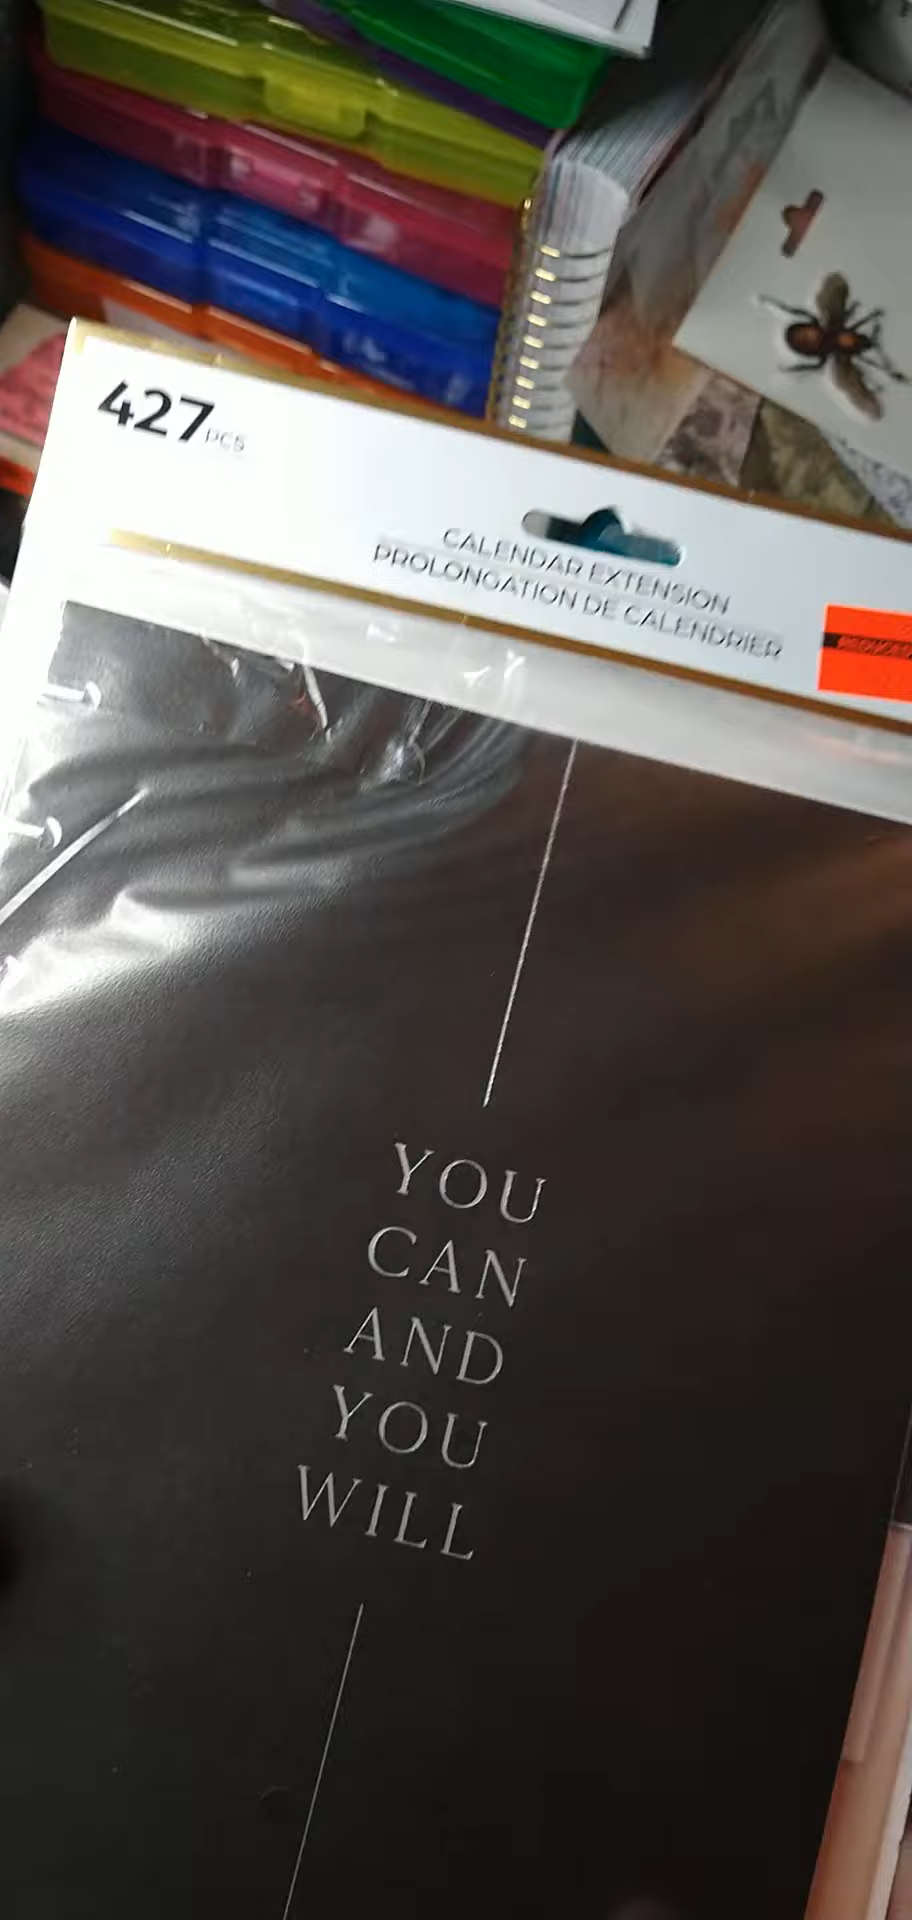 427 PCS
CALENDAR EXTENSION
PROLONGATION DE CALENDRIER
YOU
CAN
AND
YOU
WILL